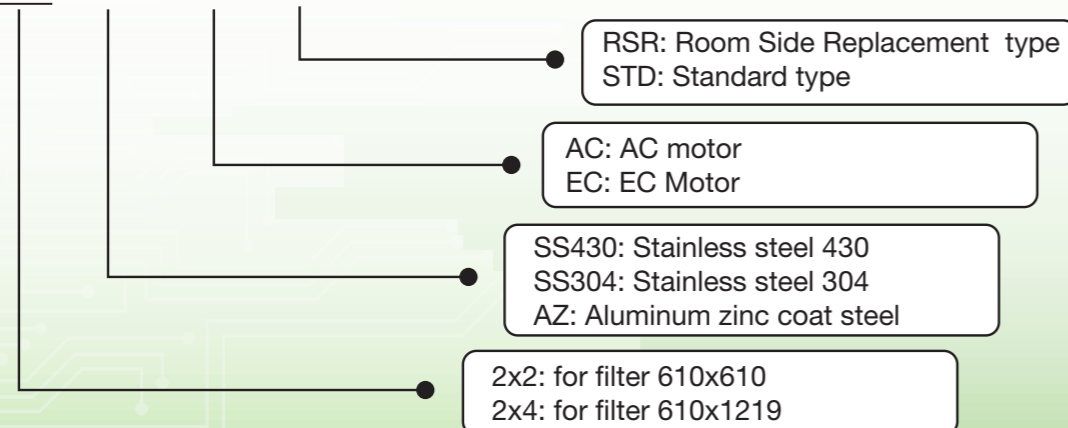 RSR: Room Side Replacement type
STD: Standard type
AC: AC motor
EC: EC Motor
SS430: Stainless steel 430
SS304: Stainless steel 304
AZ: Aluminum zinc coat steel
2x2: for filter 610x610
2x4: for filter 610x1219